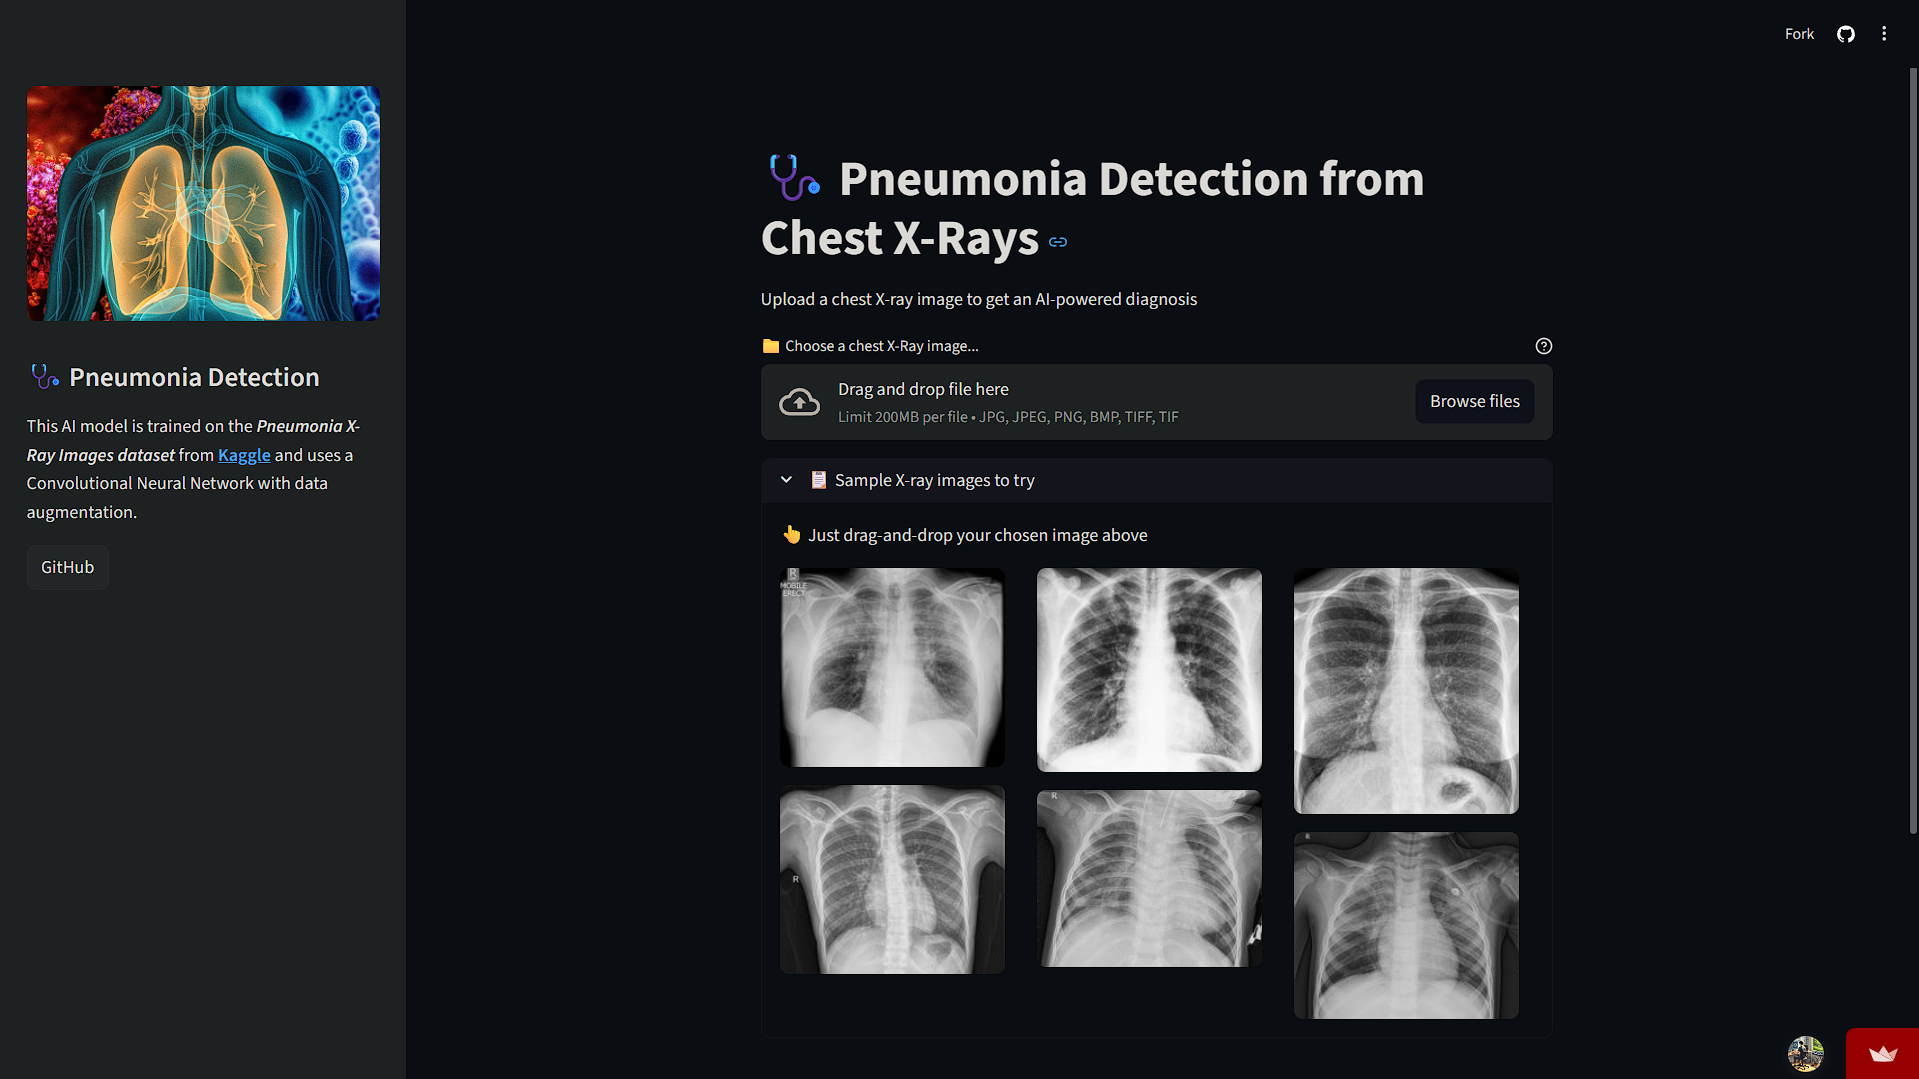 Fork
Pneumonia Detection
This AI model is trained on the Pneumonia X-
Ray Images dataset from Kaggle and uses a
Convolutional Neural Network with data
augmentation.
GitHub
Pneumonia Detection from
Chest X-Rays
Upload a chest X-ray image to get an AI-powered diagnosis
Choose a chest X-Ray image...
Drag and drop file here
Limit 200MB per file • JPG, JPEG, PNG, BMP, TIFF, TIF
Browse files
Sample X-ray images to try
Just drag-and-drop your chosen image above
R
MOBILE
ERECT
R
R
R